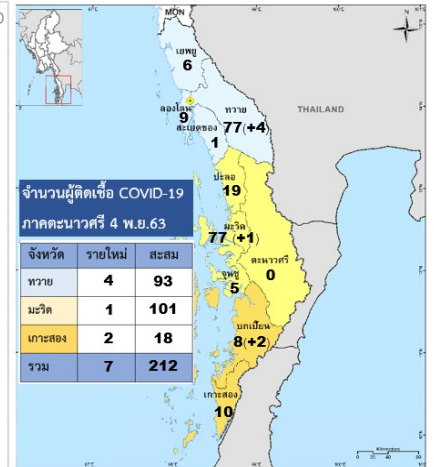 MON
เยพยู
6
ลองโลน
9
ทวาย
77(+4)
สะเยดชอง
1
THAILAND
ปะลอ
19
มะริด
77 (+1)
ตะหนาวศรี
0
จุนซู
5
บกเปี้ยน
8(+2)
เกาะสอง
10
จำนวนผู้ติดเชื้อ COVID-19
ภาคตะนาวศรี 4 พ.ย.63
จังหวัด รายใหม่ สะสม
ทวาย 4 93
มะริด 1 101
เกาะสอง 2 18
รวม 7 212
Kilometers